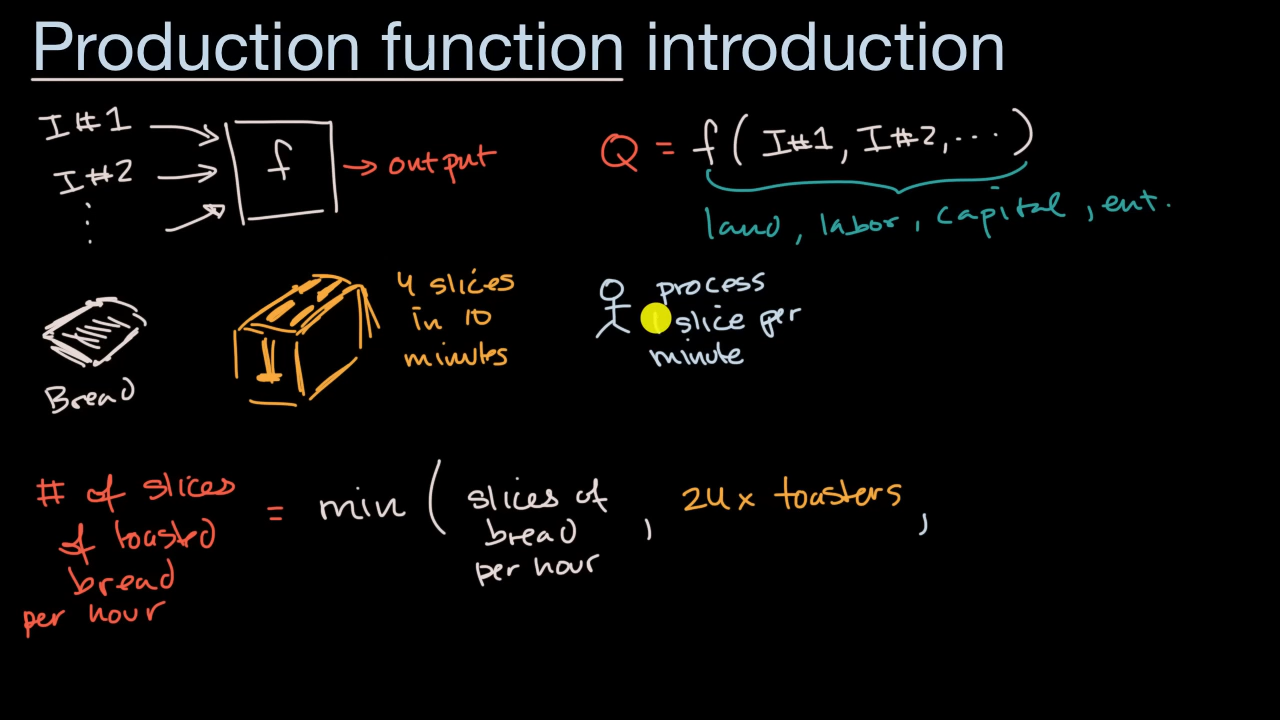 Production function introduction
I#1
I#2
f
→ output
Q = f ( I#1, I#2, ... )
land, labor, capital, ent.
Bread
4 slices
in 10
minutes
process
1 slice per
minute
# of slices
of toasted
bread
per hour
= min ( slices of
bread
per hour
, 24 x toasters ,